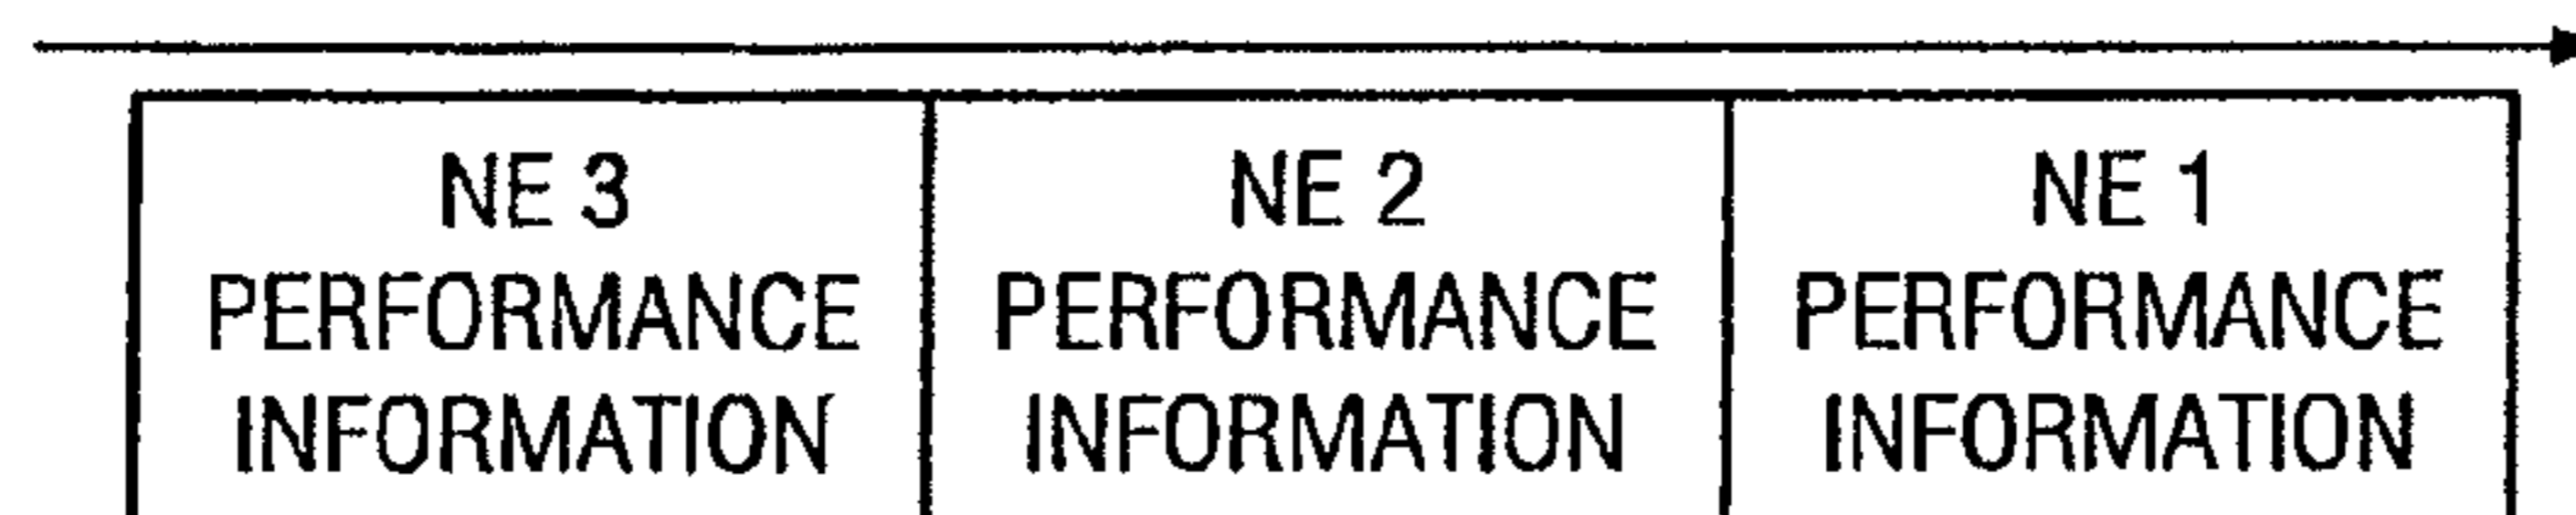 NE 3
PERFORMANCE
INFORMATION
NE 2
PERFORMANCE
INFORMATION
NE 1
PERFORMANCE
INFORMATION